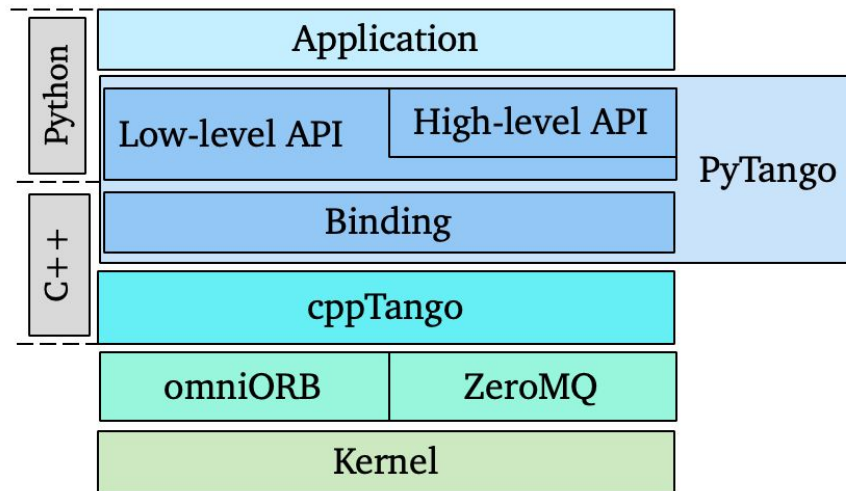 Python
Application
Low-level API
High-level API
PyTango
C++
Binding
cppTango
omniORB
ZeroMQ
Kernel